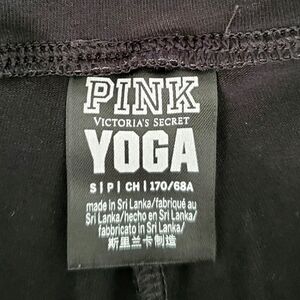 PINK
VICTORIA'S SECRET
YOGA
S | P | CH | 170/68A
made in Sri Lanka/fabriqué au
Sri Lanka/hecho en Sri Lanka/
fabbricato in Sri Lanka/
斯里兰卡制造